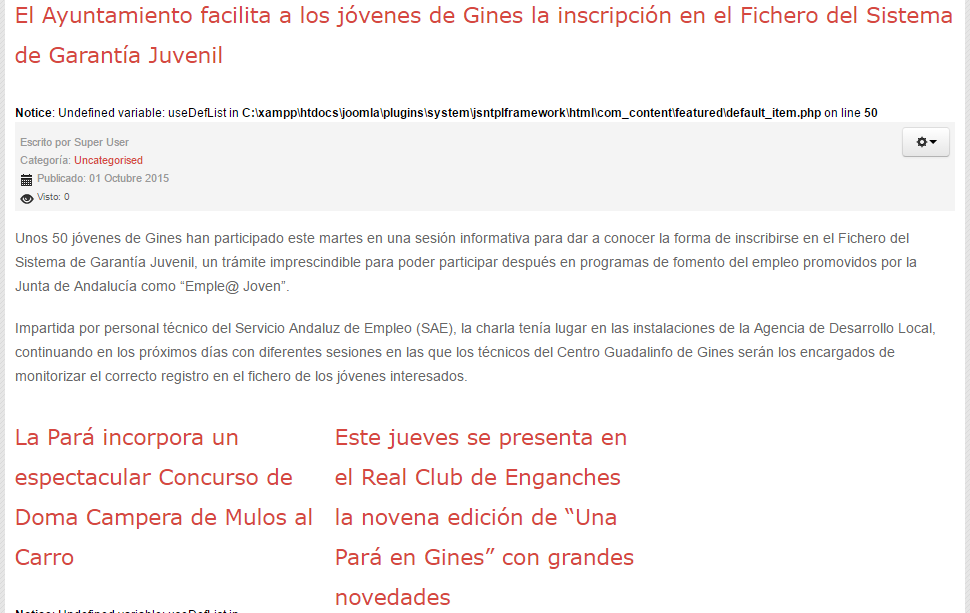 El Ayuntamiento facilita a los jóvenes de Gines la inscripción en el Fichero del Sistema
de Garantía Juvenil
Notice: Undefined variable: useDefList in C:\xampp\htdocs\joomla\plugins\system\jsntplframework\html\com_content\featured\default_item.php on line 50
Escrito por Super User
Categoría: Uncategorised
Publicado: 01 Octubre 2015
Visto: 0
Unos 50 jóvenes de Gines han participado este martes en una sesión informativa para dar a conocer la forma de inscribirse en el Fichero del
Sistema de Garantía Juvenil, un trámite imprescindible para poder participar después en programas de fomento del empleo promovidos por la
Junta de Andalucía como “Emple@ Joven”.
Impartida por personal técnico del Servicio Andaluz de Empleo (SAE), la charla tenía lugar en las instalaciones de la Agencia de Desarrollo Local,
continuando en los próximos días con diferentes sesiones en las que los técnicos del Centro Guadalinfo de Gines serán los encargados de
monitorizar el correcto registro en el fichero de los jóvenes interesados.
La Pará incorpora un
espectacular Concurso de
Doma Campera de Mulos al
Carro
Notice: Undefined variable: useDefList in
Este jueves se presenta en
el Real Club de Enganches
la novena edición de “Una
Pará en Gines” con grandes
novedades